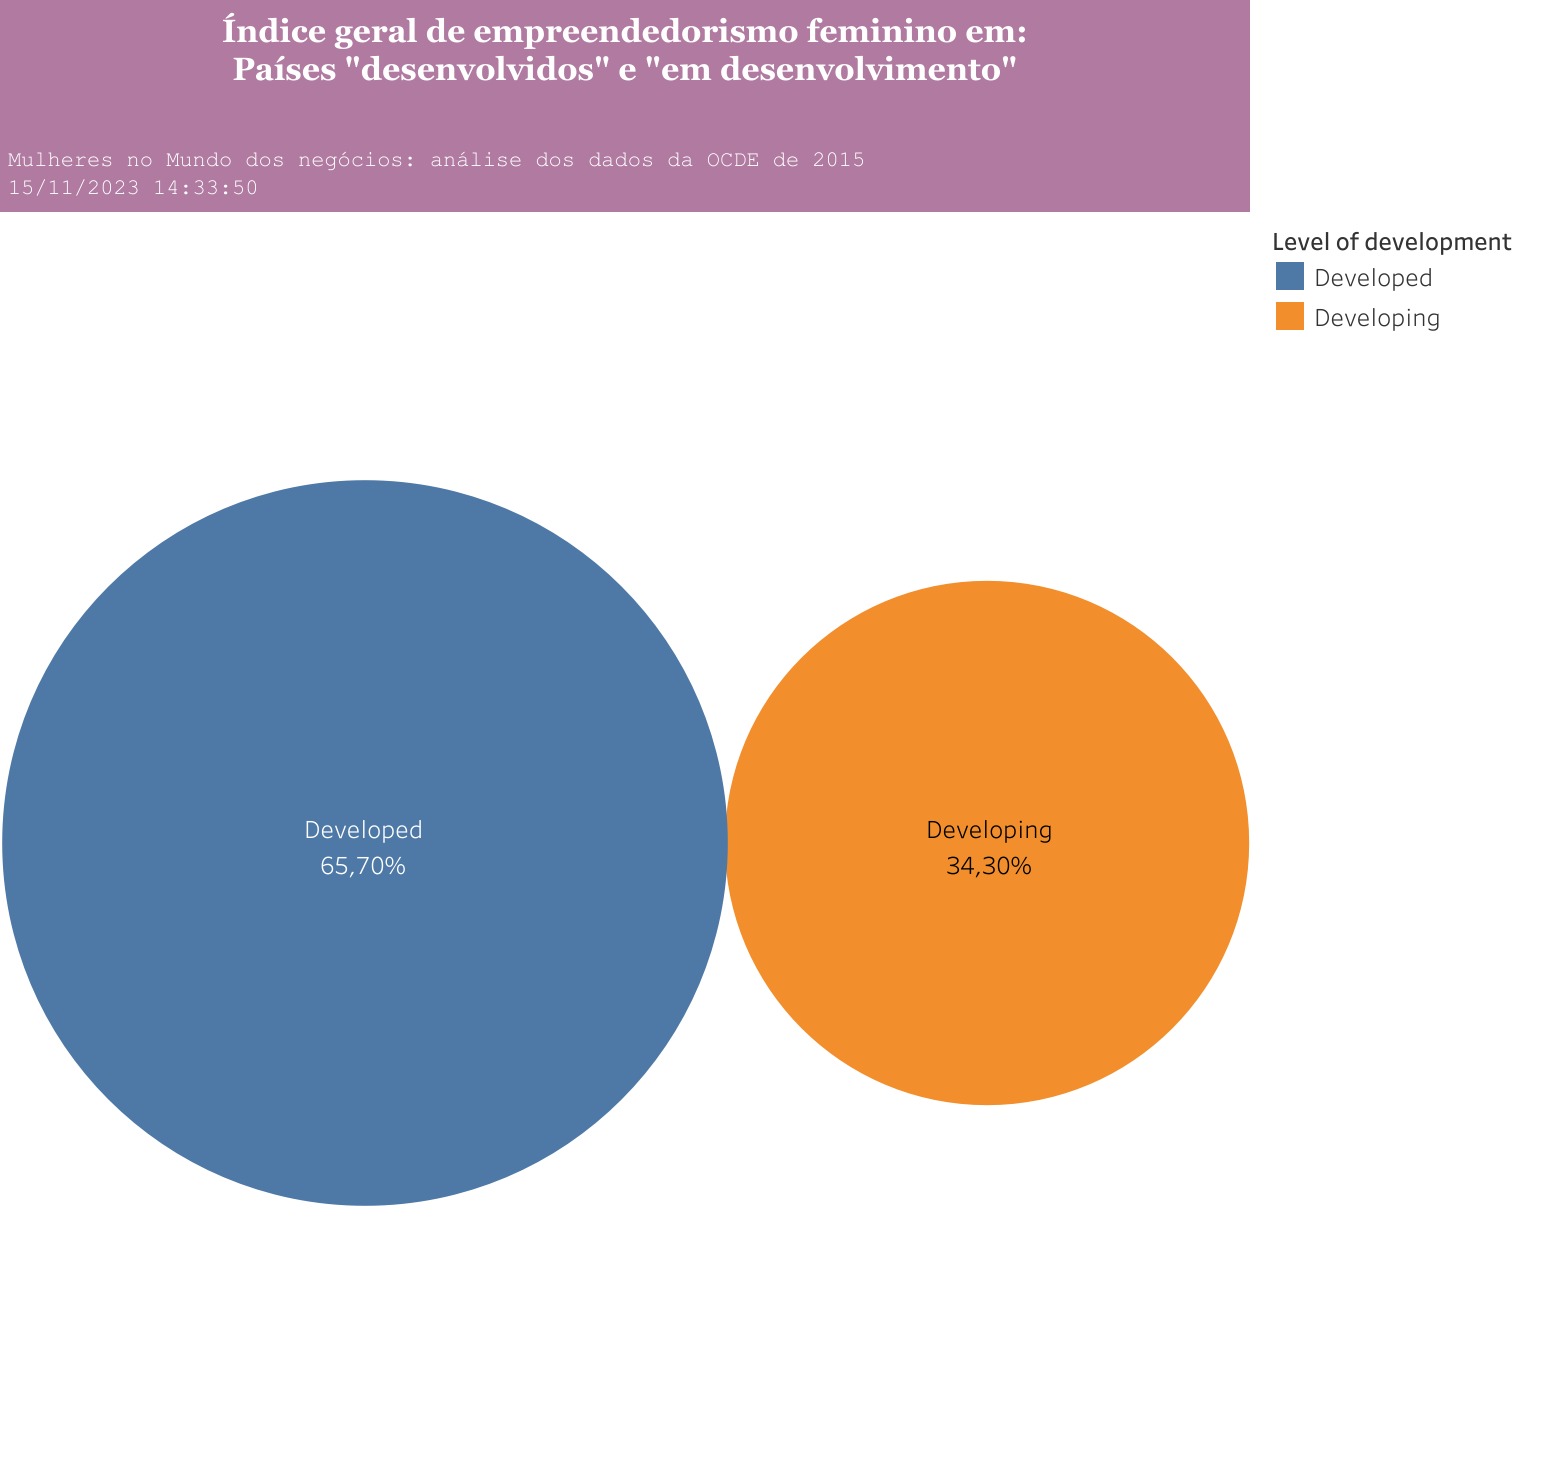 Índice geral de empreendedorismo feminino em:
Países "desenvolvidos" e "em desenvolvimento"
Mulheres no Mundo dos negócios: análise dos dados da OCDE de 2015
15/11/2023 14:33:50
Level of development
Developed
Developing
Developed
65,70%
Developing
34,30%